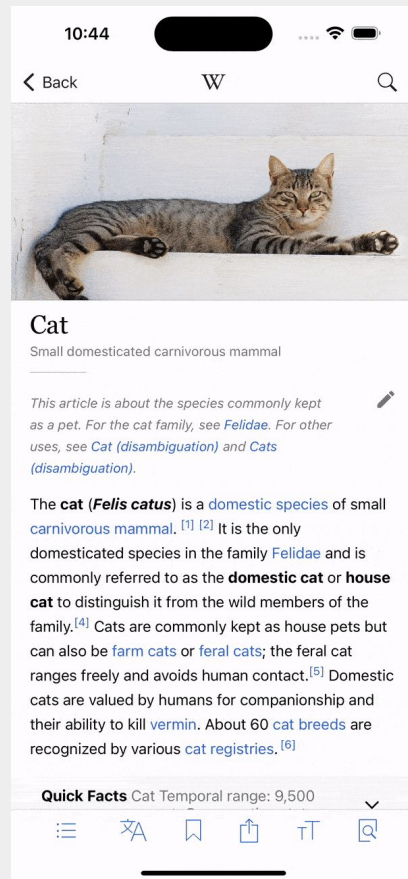 10:44
Back
W
Cat
Small domesticated carnivorous mammal
This article is about the species commonly kept
as a pet. For the cat family, see Felidae. For other
uses, see Cat (disambiguation) and Cats
(disambiguation).
The cat (Felis catus) is a domestic species of small
carnivorous mammal. [1] [2] It is the only
domesticated species in the family Felidae and is
commonly referred to as the domestic cat or house
cat to distinguish it from the wild members of the
family.[4] Cats are commonly kept as house pets but
can also be farm cats or feral cats; the feral cat
ranges freely and avoids human contact.[5] Domestic
cats are valued by humans for companionship and
their ability to kill vermin. About 60 cat breeds are
recognized by various cat registries. [6]
Quick Facts Cat Temporal range: 9,500
文A
TT